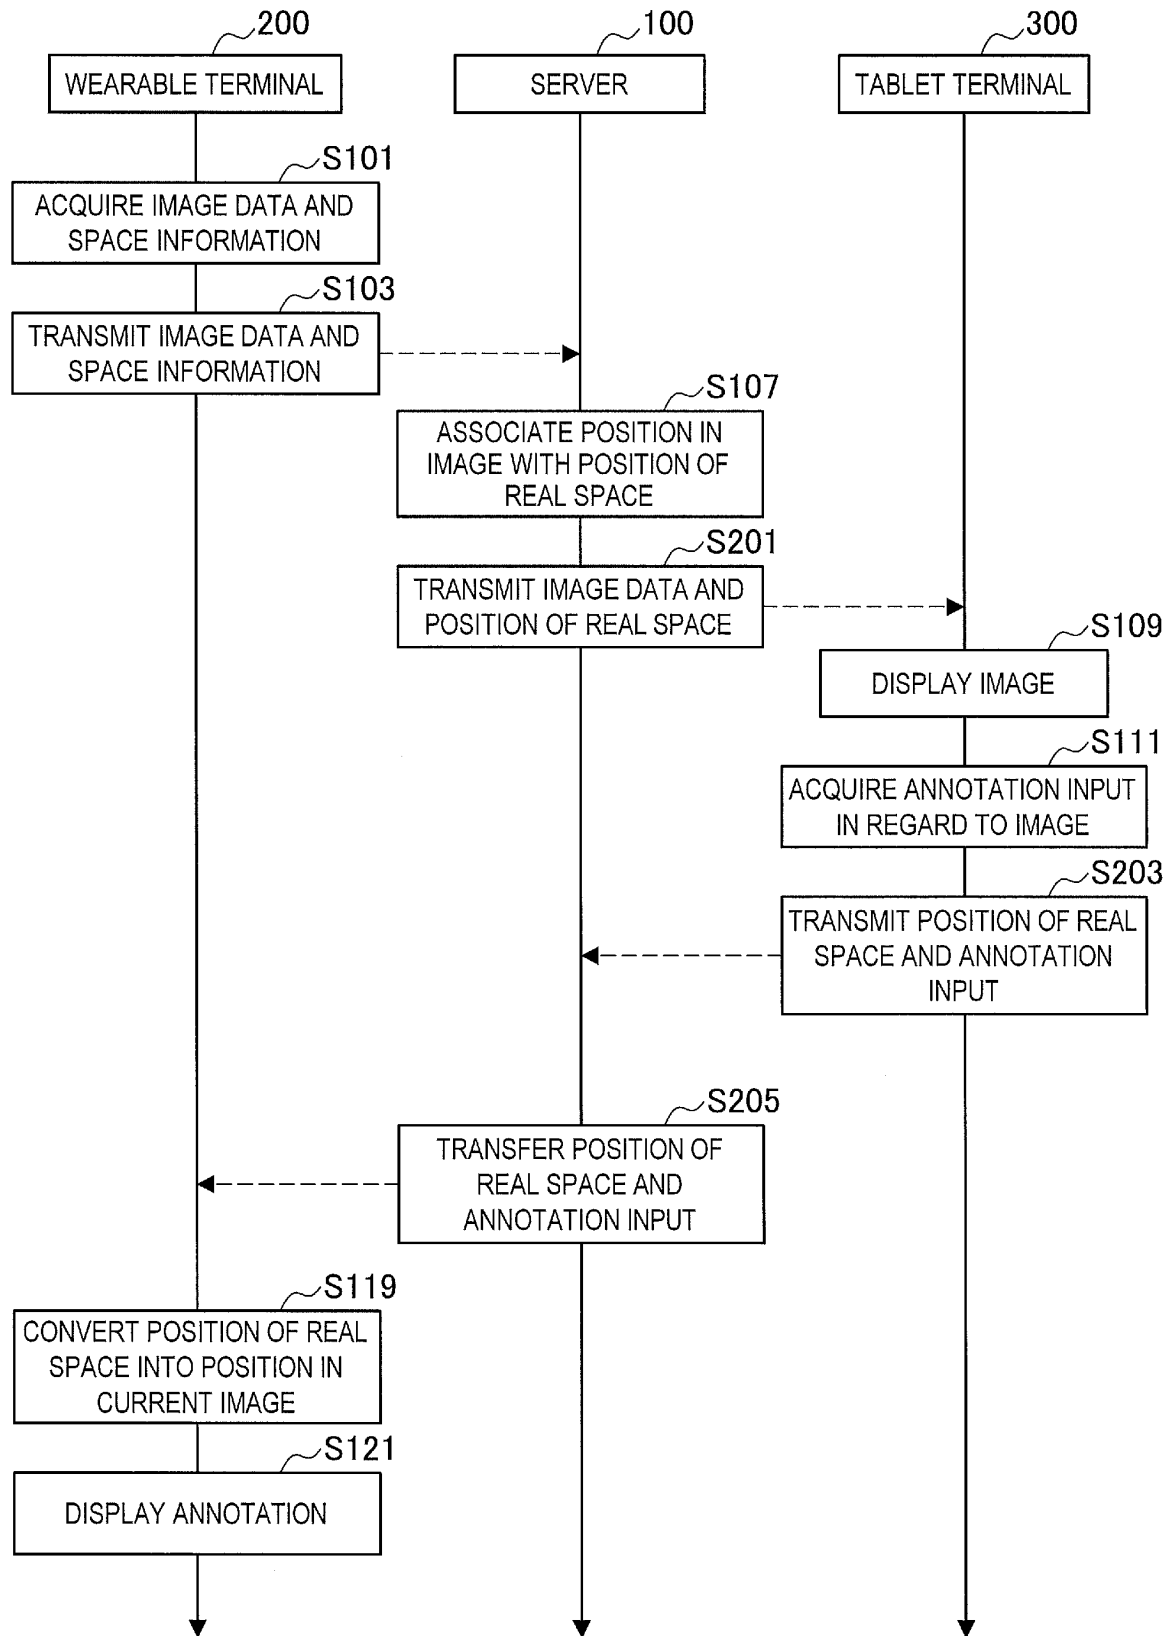 200
100
300
WEARABLE TERMINAL
SERVER
TABLET TERMINAL
S101
ACQUIRE IMAGE DATA AND
SPACE INFORMATION
S103
TRANSMIT IMAGE DATA AND
SPACE INFORMATION
S107
ASSOCIATE POSITION IN
IMAGE WITH POSITION OF
REAL SPACE
S201
TRANSMIT IMAGE DATA AND
POSITION OF REAL SPACE
S109
DISPLAY IMAGE
S111
ACQUIRE ANNOTATION INPUT
IN REGARD TO IMAGE
S203
TRANSMIT POSITION OF REAL
SPACE AND ANNOTATION
INPUT
S205
TRANSFER POSITION OF
REAL SPACE AND
ANNOTATION INPUT
S119
CONVERT POSITION OF REAL
SPACE INTO POSITION IN
CURRENT IMAGE
S121
DISPLAY ANNOTATION